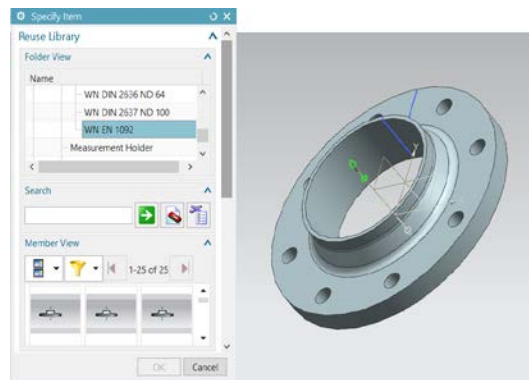 Specify Item
Reuse Library
Folder View
Name
WN DIN 2636 ND 64
WN DIN 2637 ND 100
WN EN 1092
Measurement Holder
Search
Member View
1-25 of 25
OK Cancel
Y